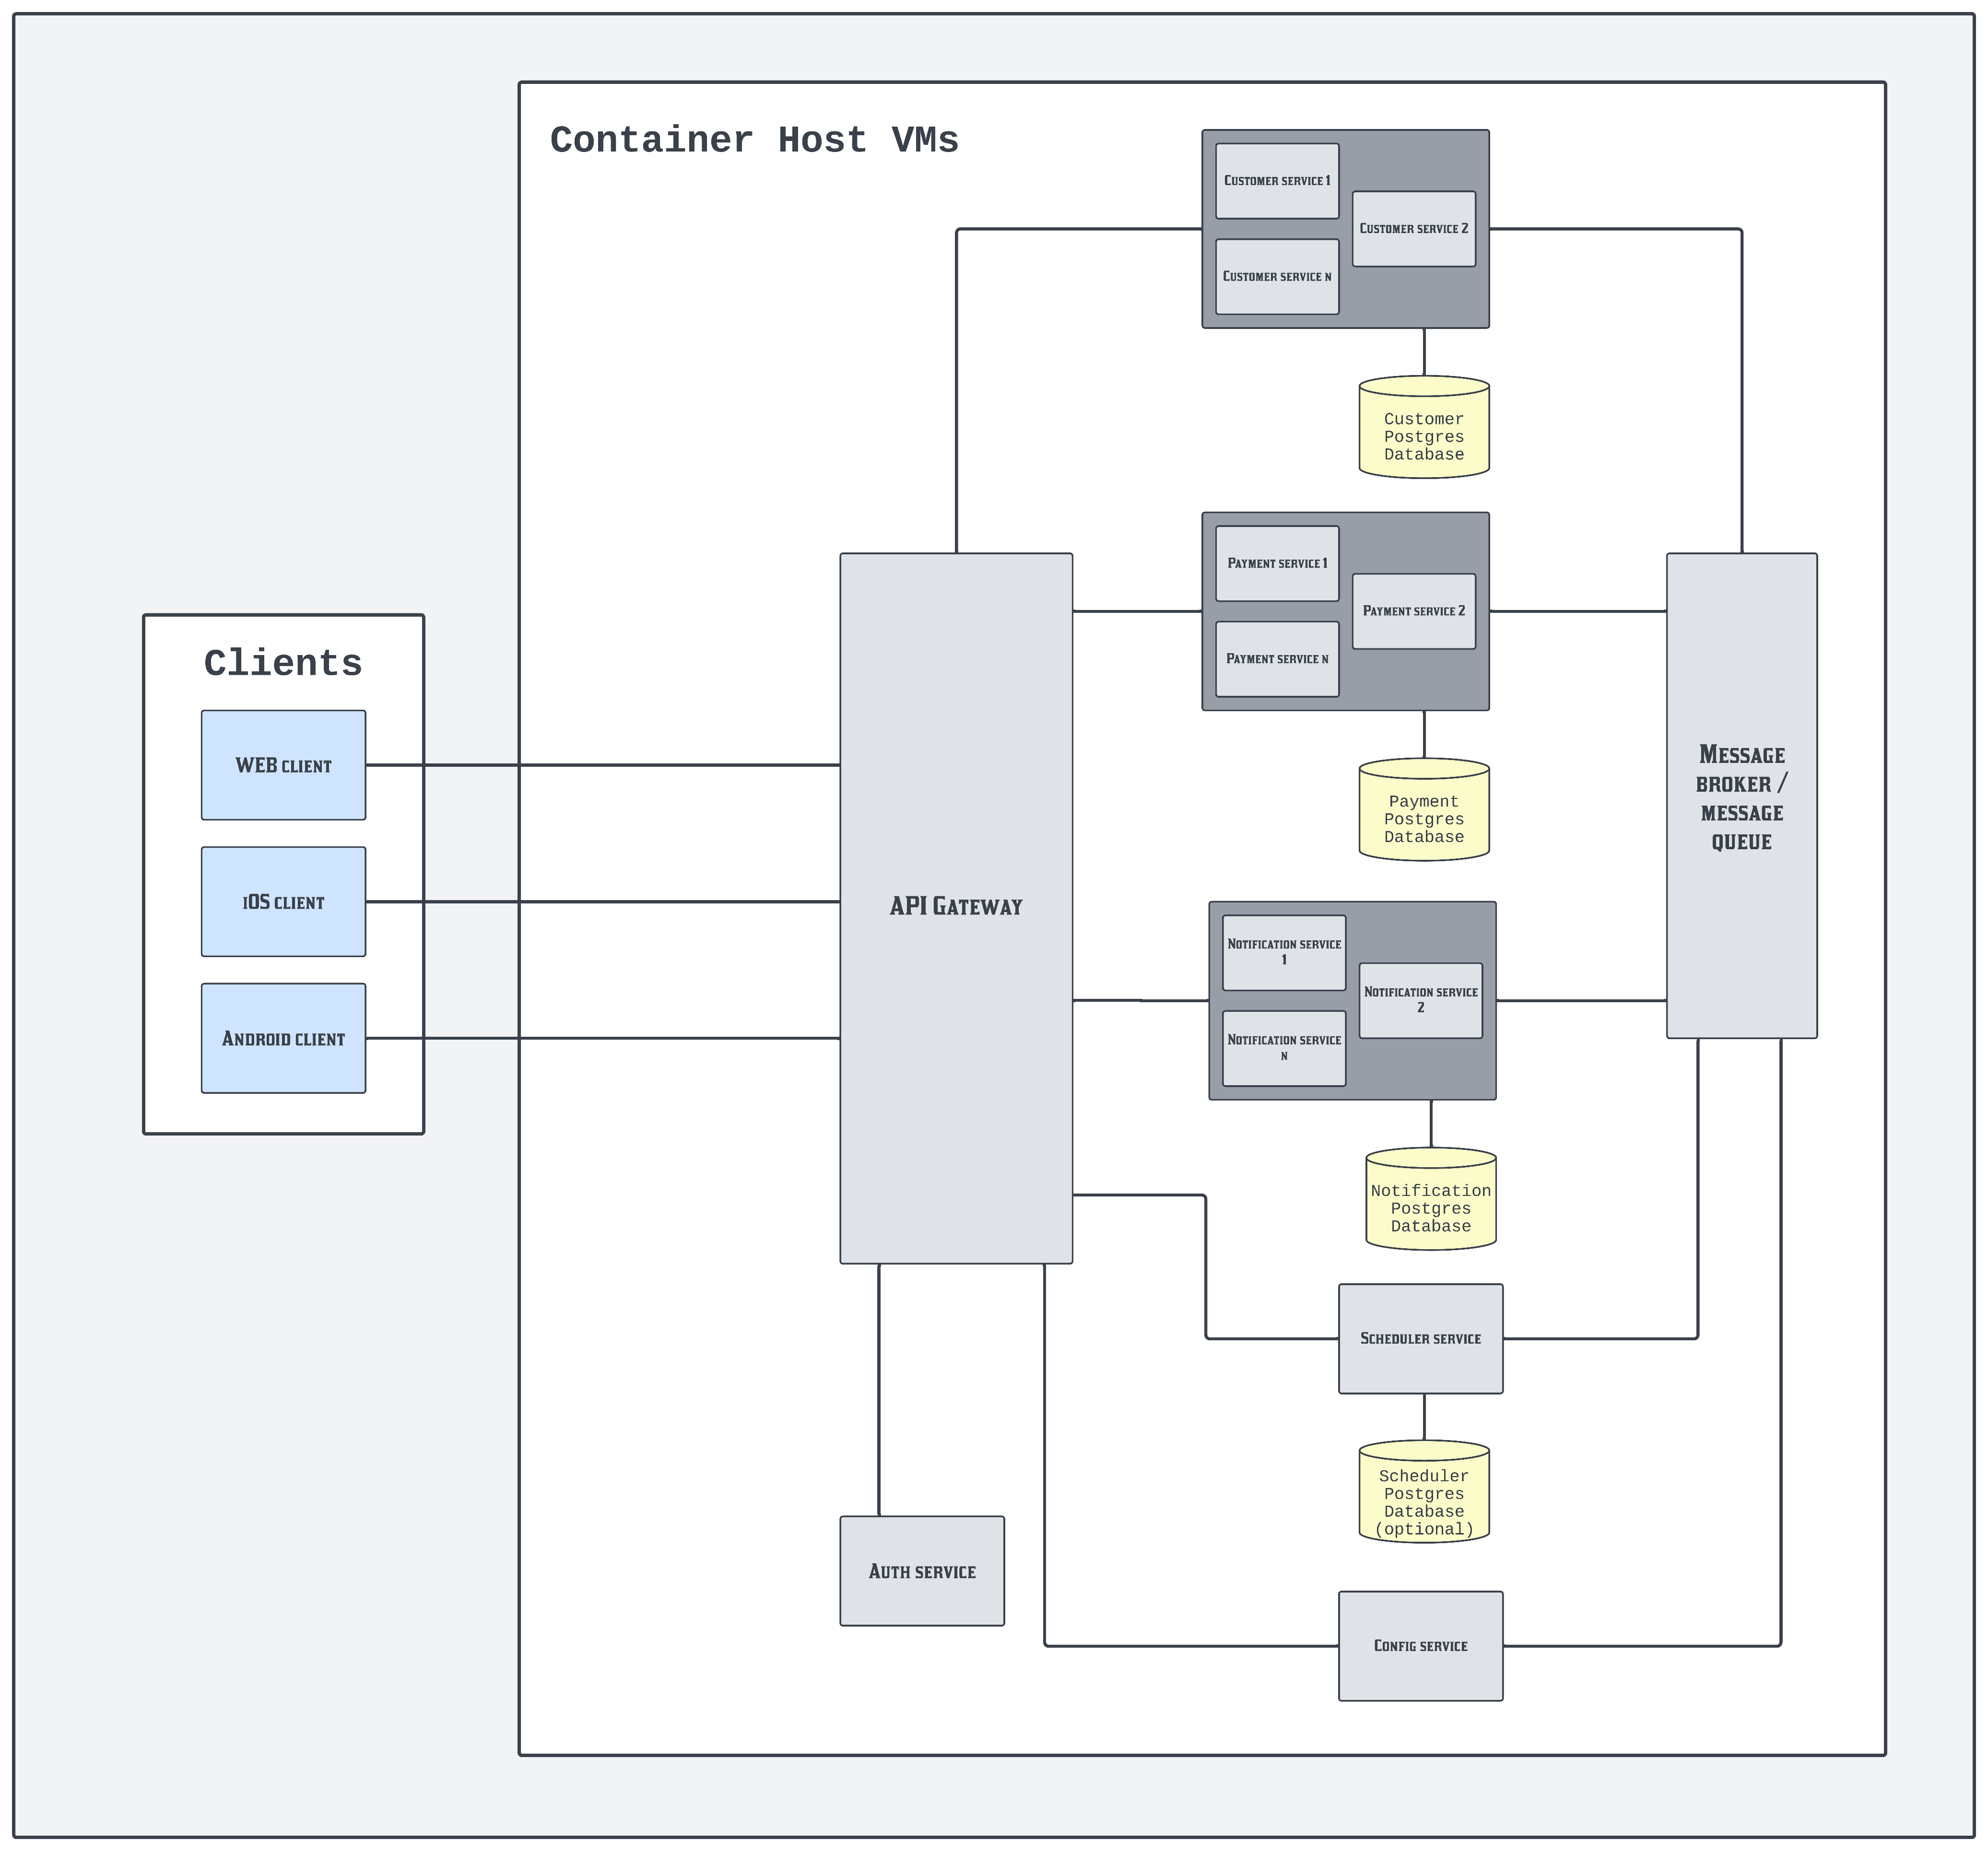 Container Host VMs
Customer service 1
Customer service 2
Customer service n
Customer
Postgres
Database
Payment service 1
Payment service 2
Payment service n
Payment
Postgres
Database
Clients
WEB client
iOS client
Android client
API Gateway
Message
broker /
message
queue
Notification service
1
Notification service
2
Notification service
n
Notification
Postgres
Database
Scheduler service
Scheduler
Postgres
Database
(optional)
Auth service
Config service